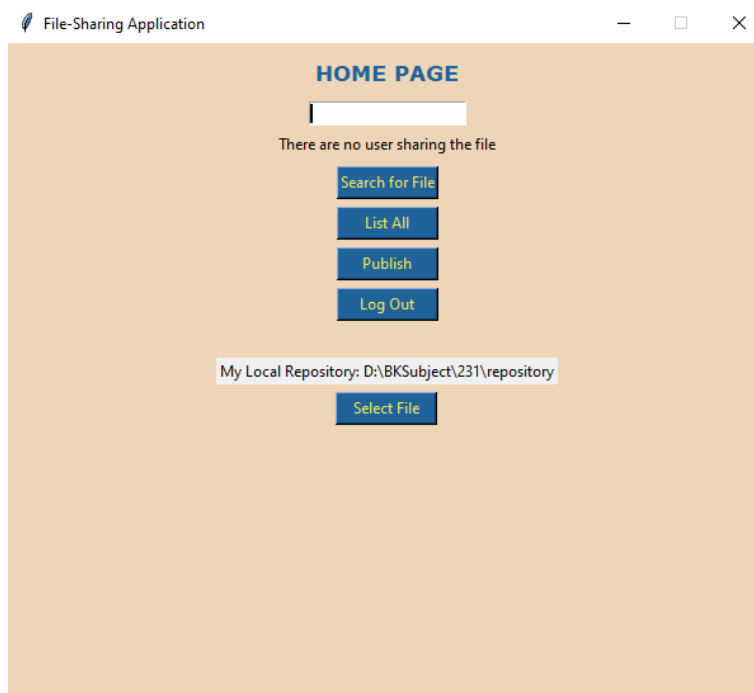 File-Sharing Application
HOME PAGE
There are no user sharing the file
Search for File
List All
Publish
Log Out
My Local Repository: D:\BKSubject\231\repository
Select File